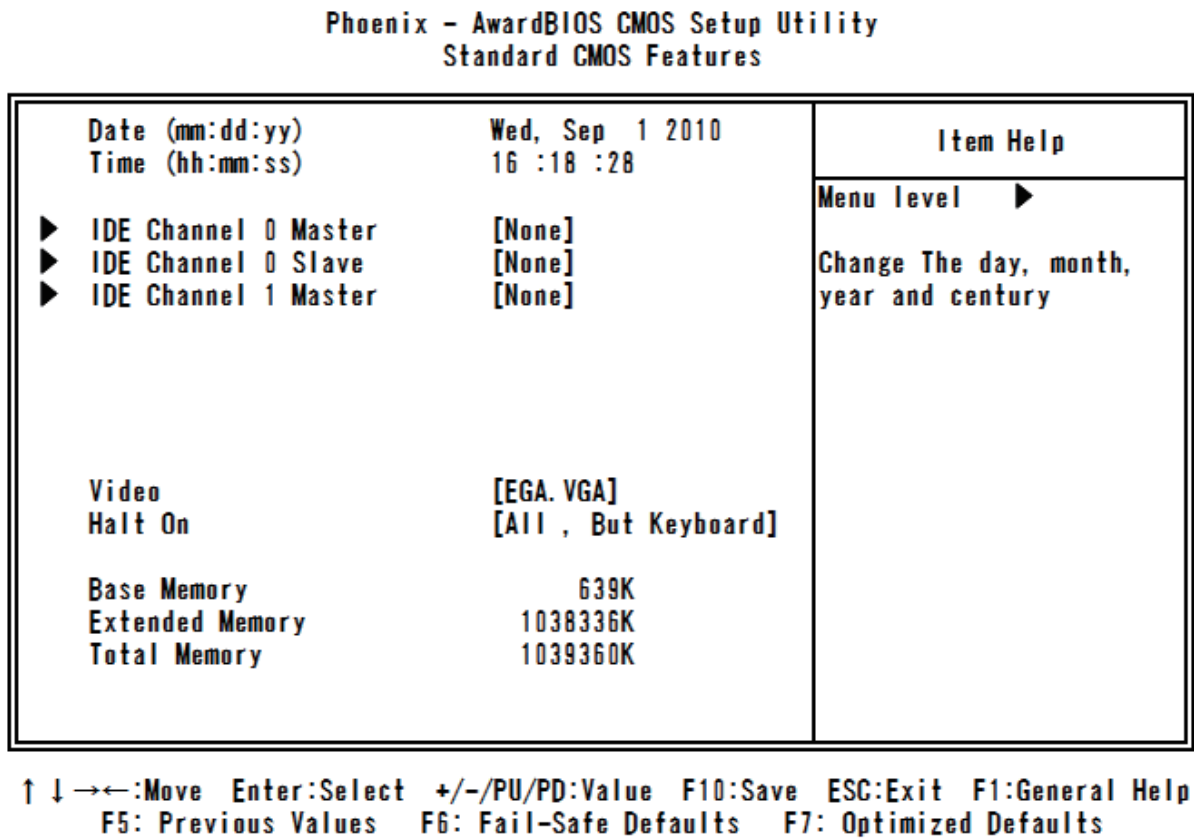 Phoenix - AwardBIOS CMOS Setup Utility
Standard CMOS Features
Date (mm:dd:yy) Wed, Sep 1 2010
Time (hh:mm:ss) 16 :18 :28
Item Help
Menu level ▶
Change The day, month,
year and century
▶ IDE Channel 0 Master [None]
▶ IDE Channel 0 Slave [None]
▶ IDE Channel 1 Master [None]
Video [EGA.VGA]
Halt On [All , But Keyboard]
Base Memory 639K
Extended Memory 1038336K
Total Memory 1039360K
↑↓→←:Move Enter:Select +/-/PU/PD:Value F10:Save ESC:Exit F1:General Help
F5: Previous Values F6: Fail-Safe Defaults F7: Optimized Defaults